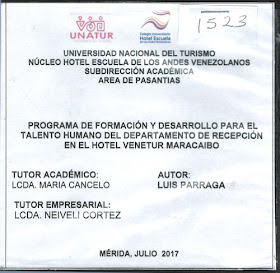 UNATUR
Colegio Universitario
Hotel Escuela
de los Andes Venezolanos
1523
UNIVERSIDAD NACIONAL DEL TURISMO
NÚCLEO HOTEL ESCUELA DE LOS ANDES VENEZOLANOS
SUBDIRECCIÓN ACADÉMICA
AREA DE PASANTIAS
PROGRAMA DE FORMACIÓN Y DESARROLLO PARA EL
TALENTO HUMANO DEL DEPARTAMENTO DE RECEPCIÓN
EN EL HOTEL VENETUR MARACAIBO
TUTOR ACADÉMICO: AUTOR:
LCDA. MARIA CANCELO LUIS PARRAGA
TUTOR EMPRESARIAL:
LCDA. NEIVELI CORTEZ
MÉRIDA, JULIO 2017